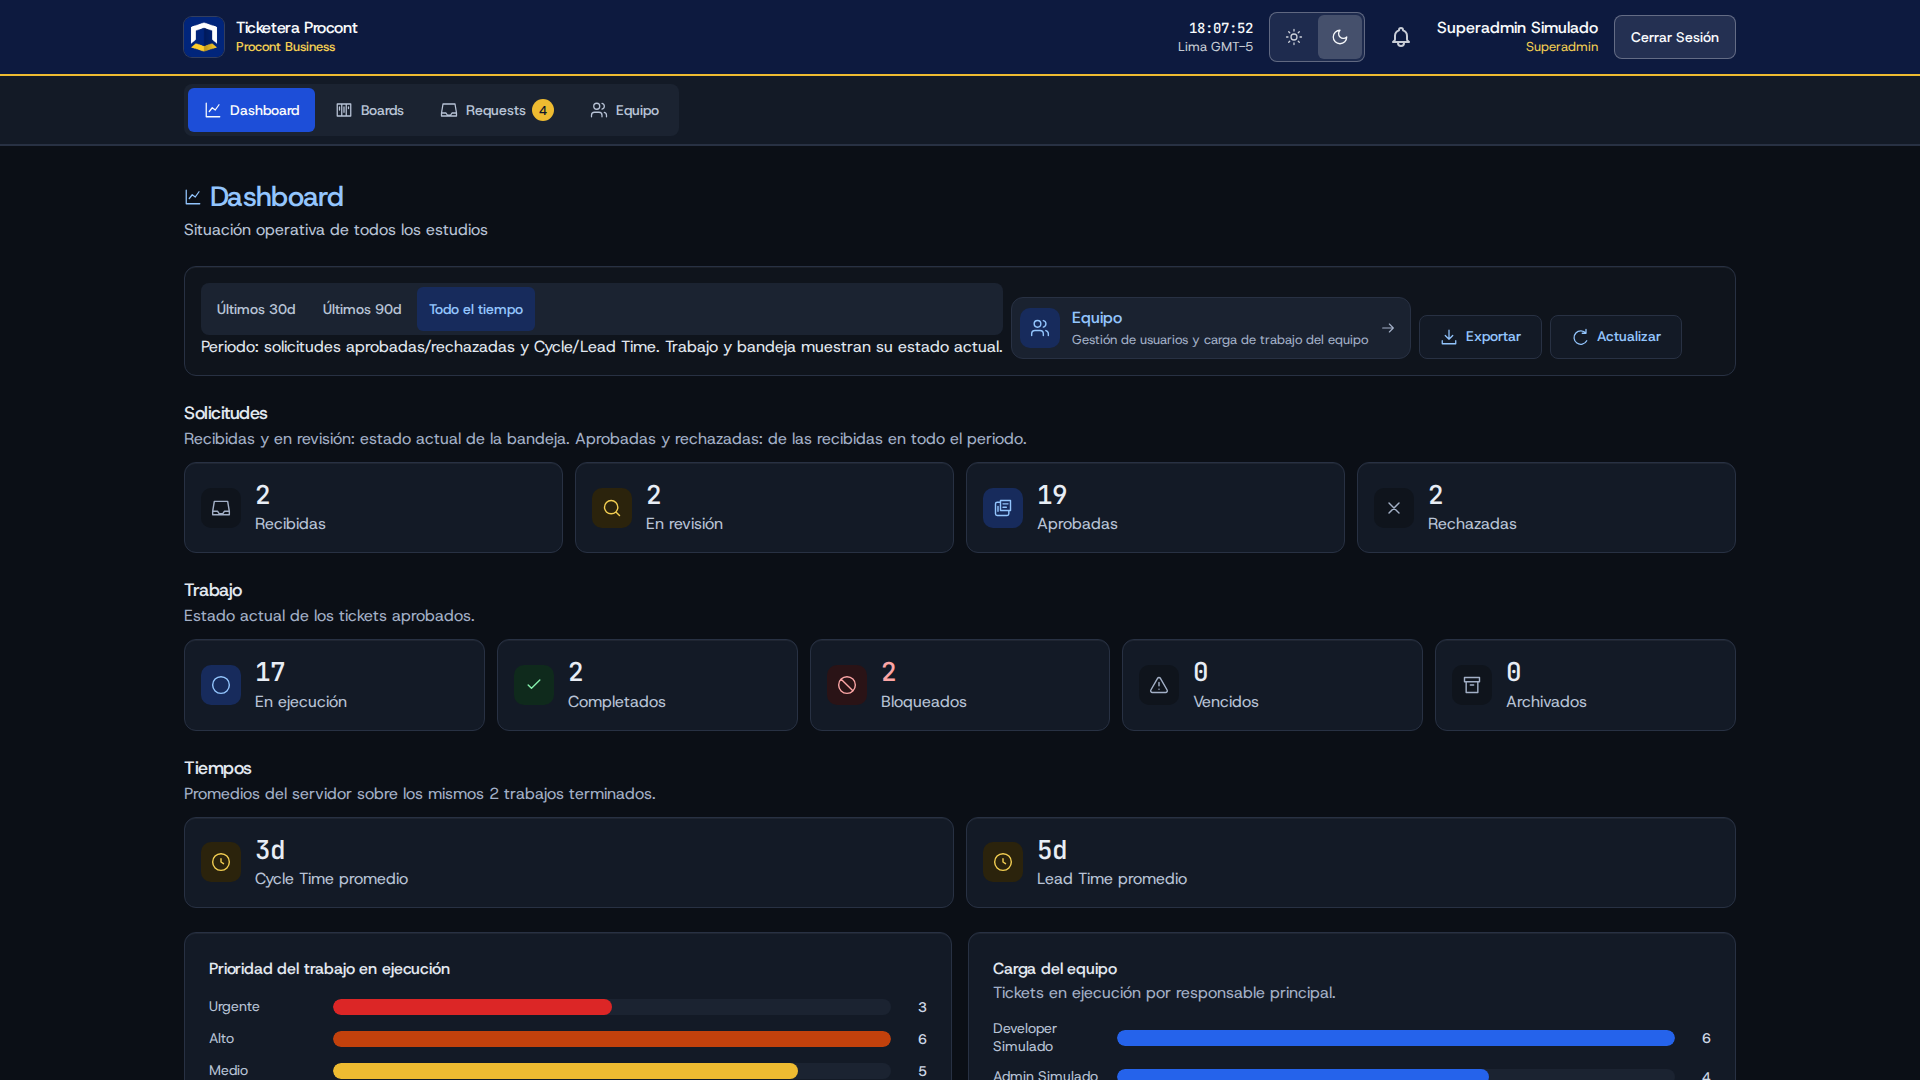 Ticketera Procont
Procont Business
18:07:52
Lima GMT-5
Superadmin Simulado
Superadmin
Cerrar Sesión
Dashboard
Boards
Requests 4
Equipo
Dashboard
Situación operativa de todos los estudios
Últimos 30d
Últimos 90d
Todo el tiempo
Periodo: solicitudes aprobadas/rechazadas y Cycle/Lead Time. Trabajo y bandeja muestran su estado actual.
Equipo
Gestión de usuarios y carga de trabajo del equipo
Exportar
Actualizar
Solicitudes
Recibidas y en revisión: estado actual de la bandeja. Aprobadas y rechazadas: de las recibidas en todo el periodo.
2
Recibidas
2
En revisión
19
Aprobadas
2
Rechazadas
Trabajo
Estado actual de los tickets aprobados.
17
En ejecución
2
Completados
2
Bloqueados
0
Vencidos
0
Archivados
Tiempos
Promedios del servidor sobre los mismos 2 trabajos terminados.
3d
Cycle Time promedio
5d
Lead Time promedio
Prioridad del trabajo en ejecución
Urgente 3
Alto 6
Medio 5
Carga del equipo
Tickets en ejecución por responsable principal.
Developer
Simulado 6
Admin Simulado 4